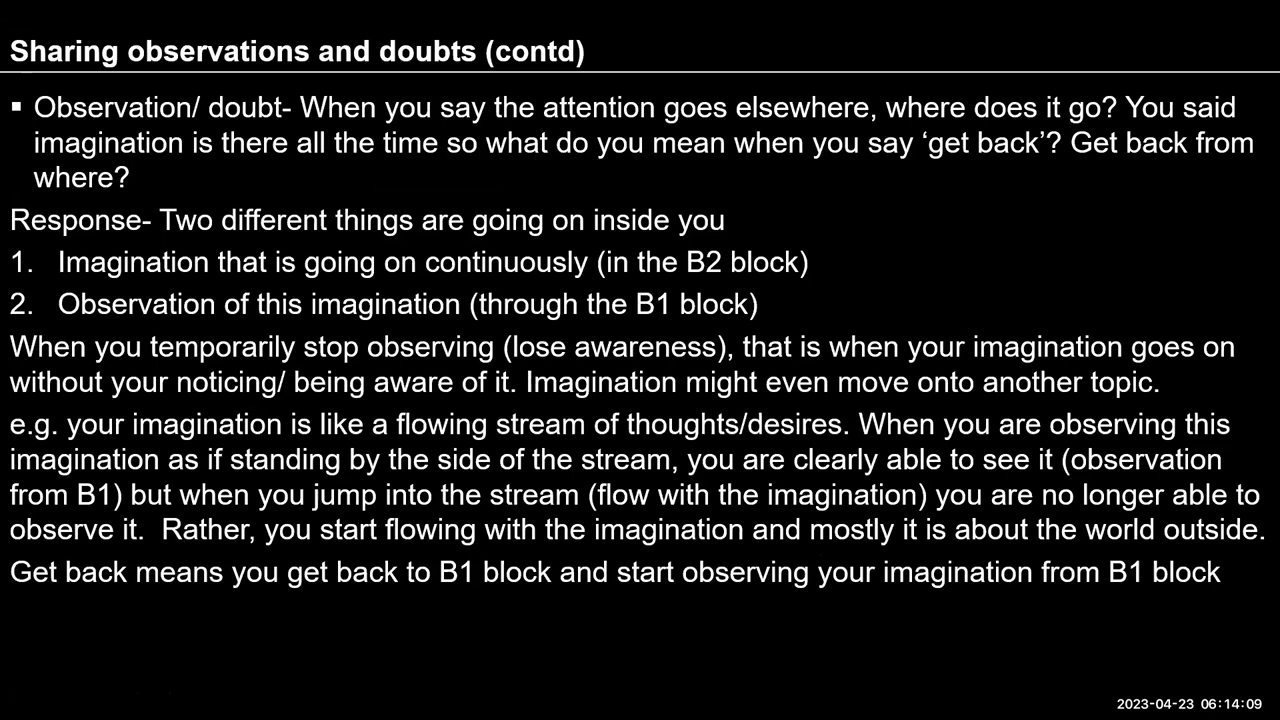 Sharing observations and doubts (contd)
▪ Observation/ doubt- When you say the attention goes elsewhere, where does it go? You said
imagination is there all the time so what do you mean when you say ‘get back’? Get back from
where?
Response- Two different things are going on inside you
1. Imagination that is going on continuously (in the B2 block)
2. Observation of this imagination (through the B1 block)
When you temporarily stop observing (lose awareness), that is when your imagination goes on
without your noticing/ being aware of it. Imagination might even move onto another topic.
e.g. your imagination is like a flowing stream of thoughts/desires. When you are observing this
imagination as if standing by the side of the stream, you are clearly able to see it (observation
from B1) but when you jump into the stream (flow with the imagination) you are no longer able to
observe it.  Rather, you start flowing with the imagination and mostly it is about the world outside.
Get back means you get back to B1 block and start observing your imagination from B1 block
2023-04-23 06:14:09